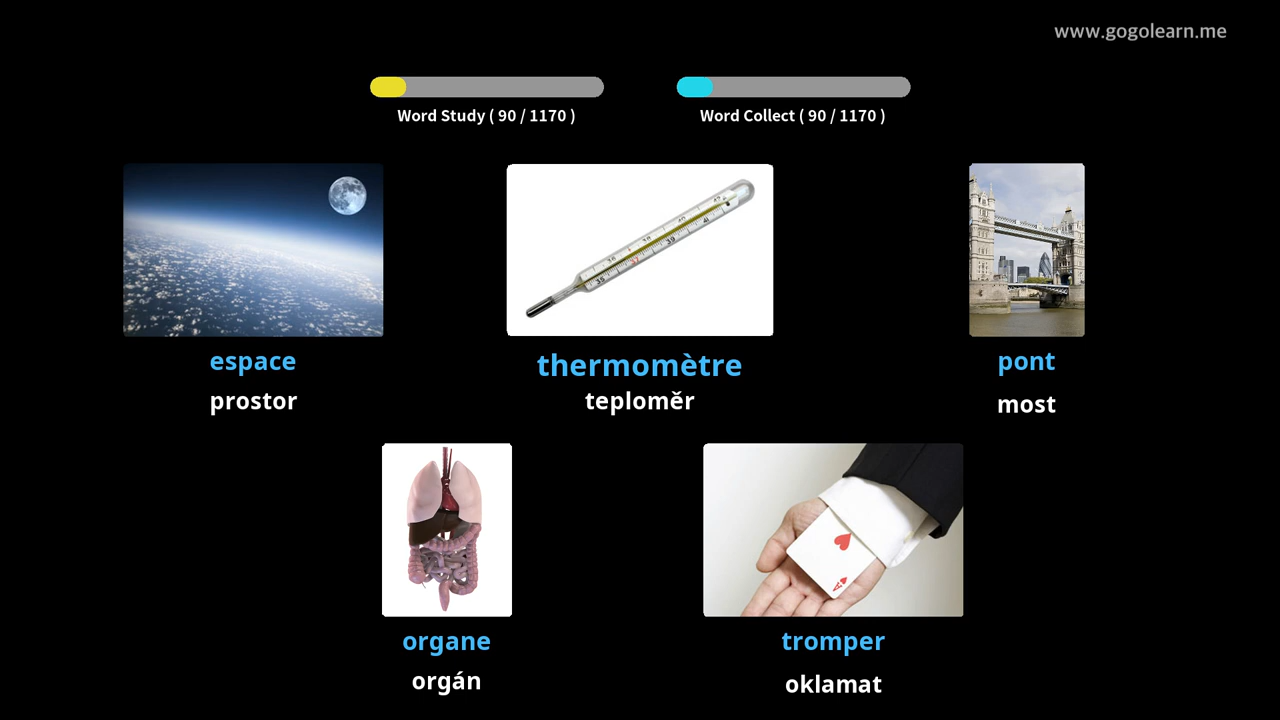 www.gogolearn.me
Word Study ( 90 / 1170 )
Word Collect ( 90 / 1170 )
espace
prostor
thermomètre
teploměr
pont
most
organe
orgán
tromper
oklamat